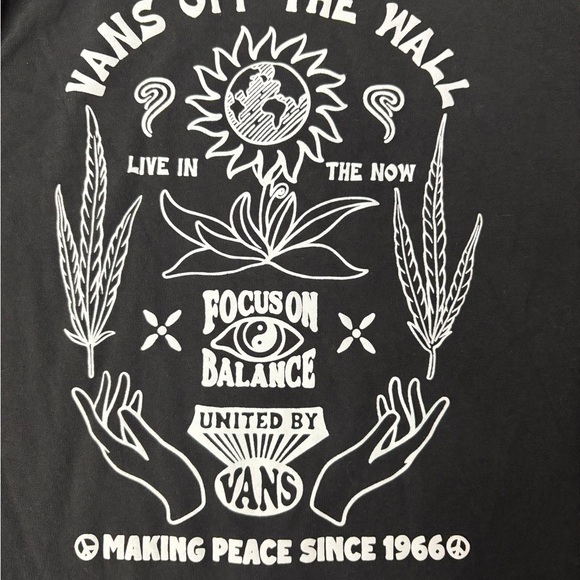 VANS OFF THE WALL
LIVE IN THE NOW
FOCUS ON
BALANCE
UNITED BY
VANS
MAKING PEACE SINCE 1966